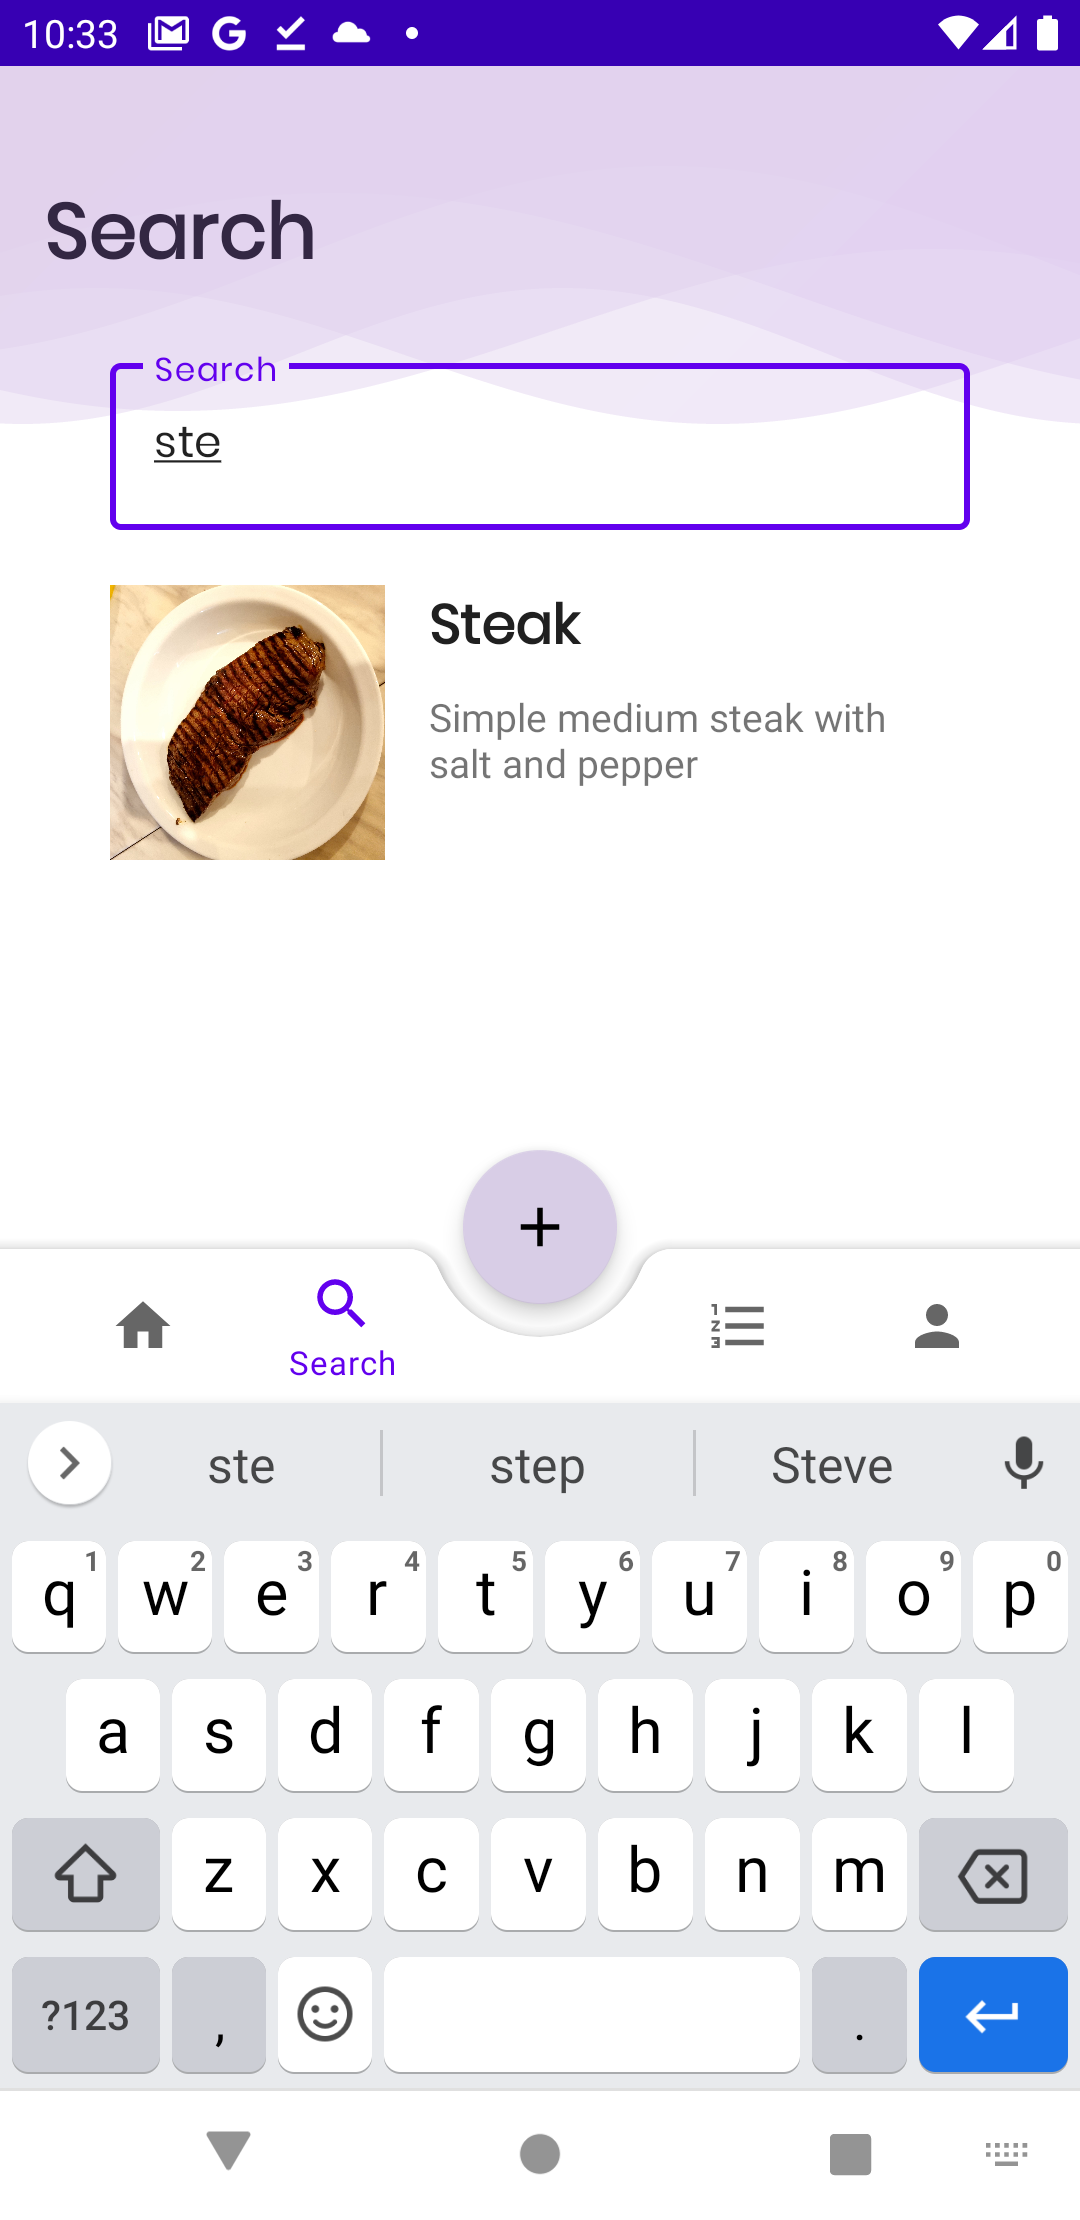 10:33
Search
Search
ste
Steak
Simple medium steak with
salt and pepper
Search
ste step Steve
q 1 w 2 e 3 r 4 t 5 y 6 u 7 i 8 o 9 p 0
a s d f g h j k l
z x c v b n m
?123 , .